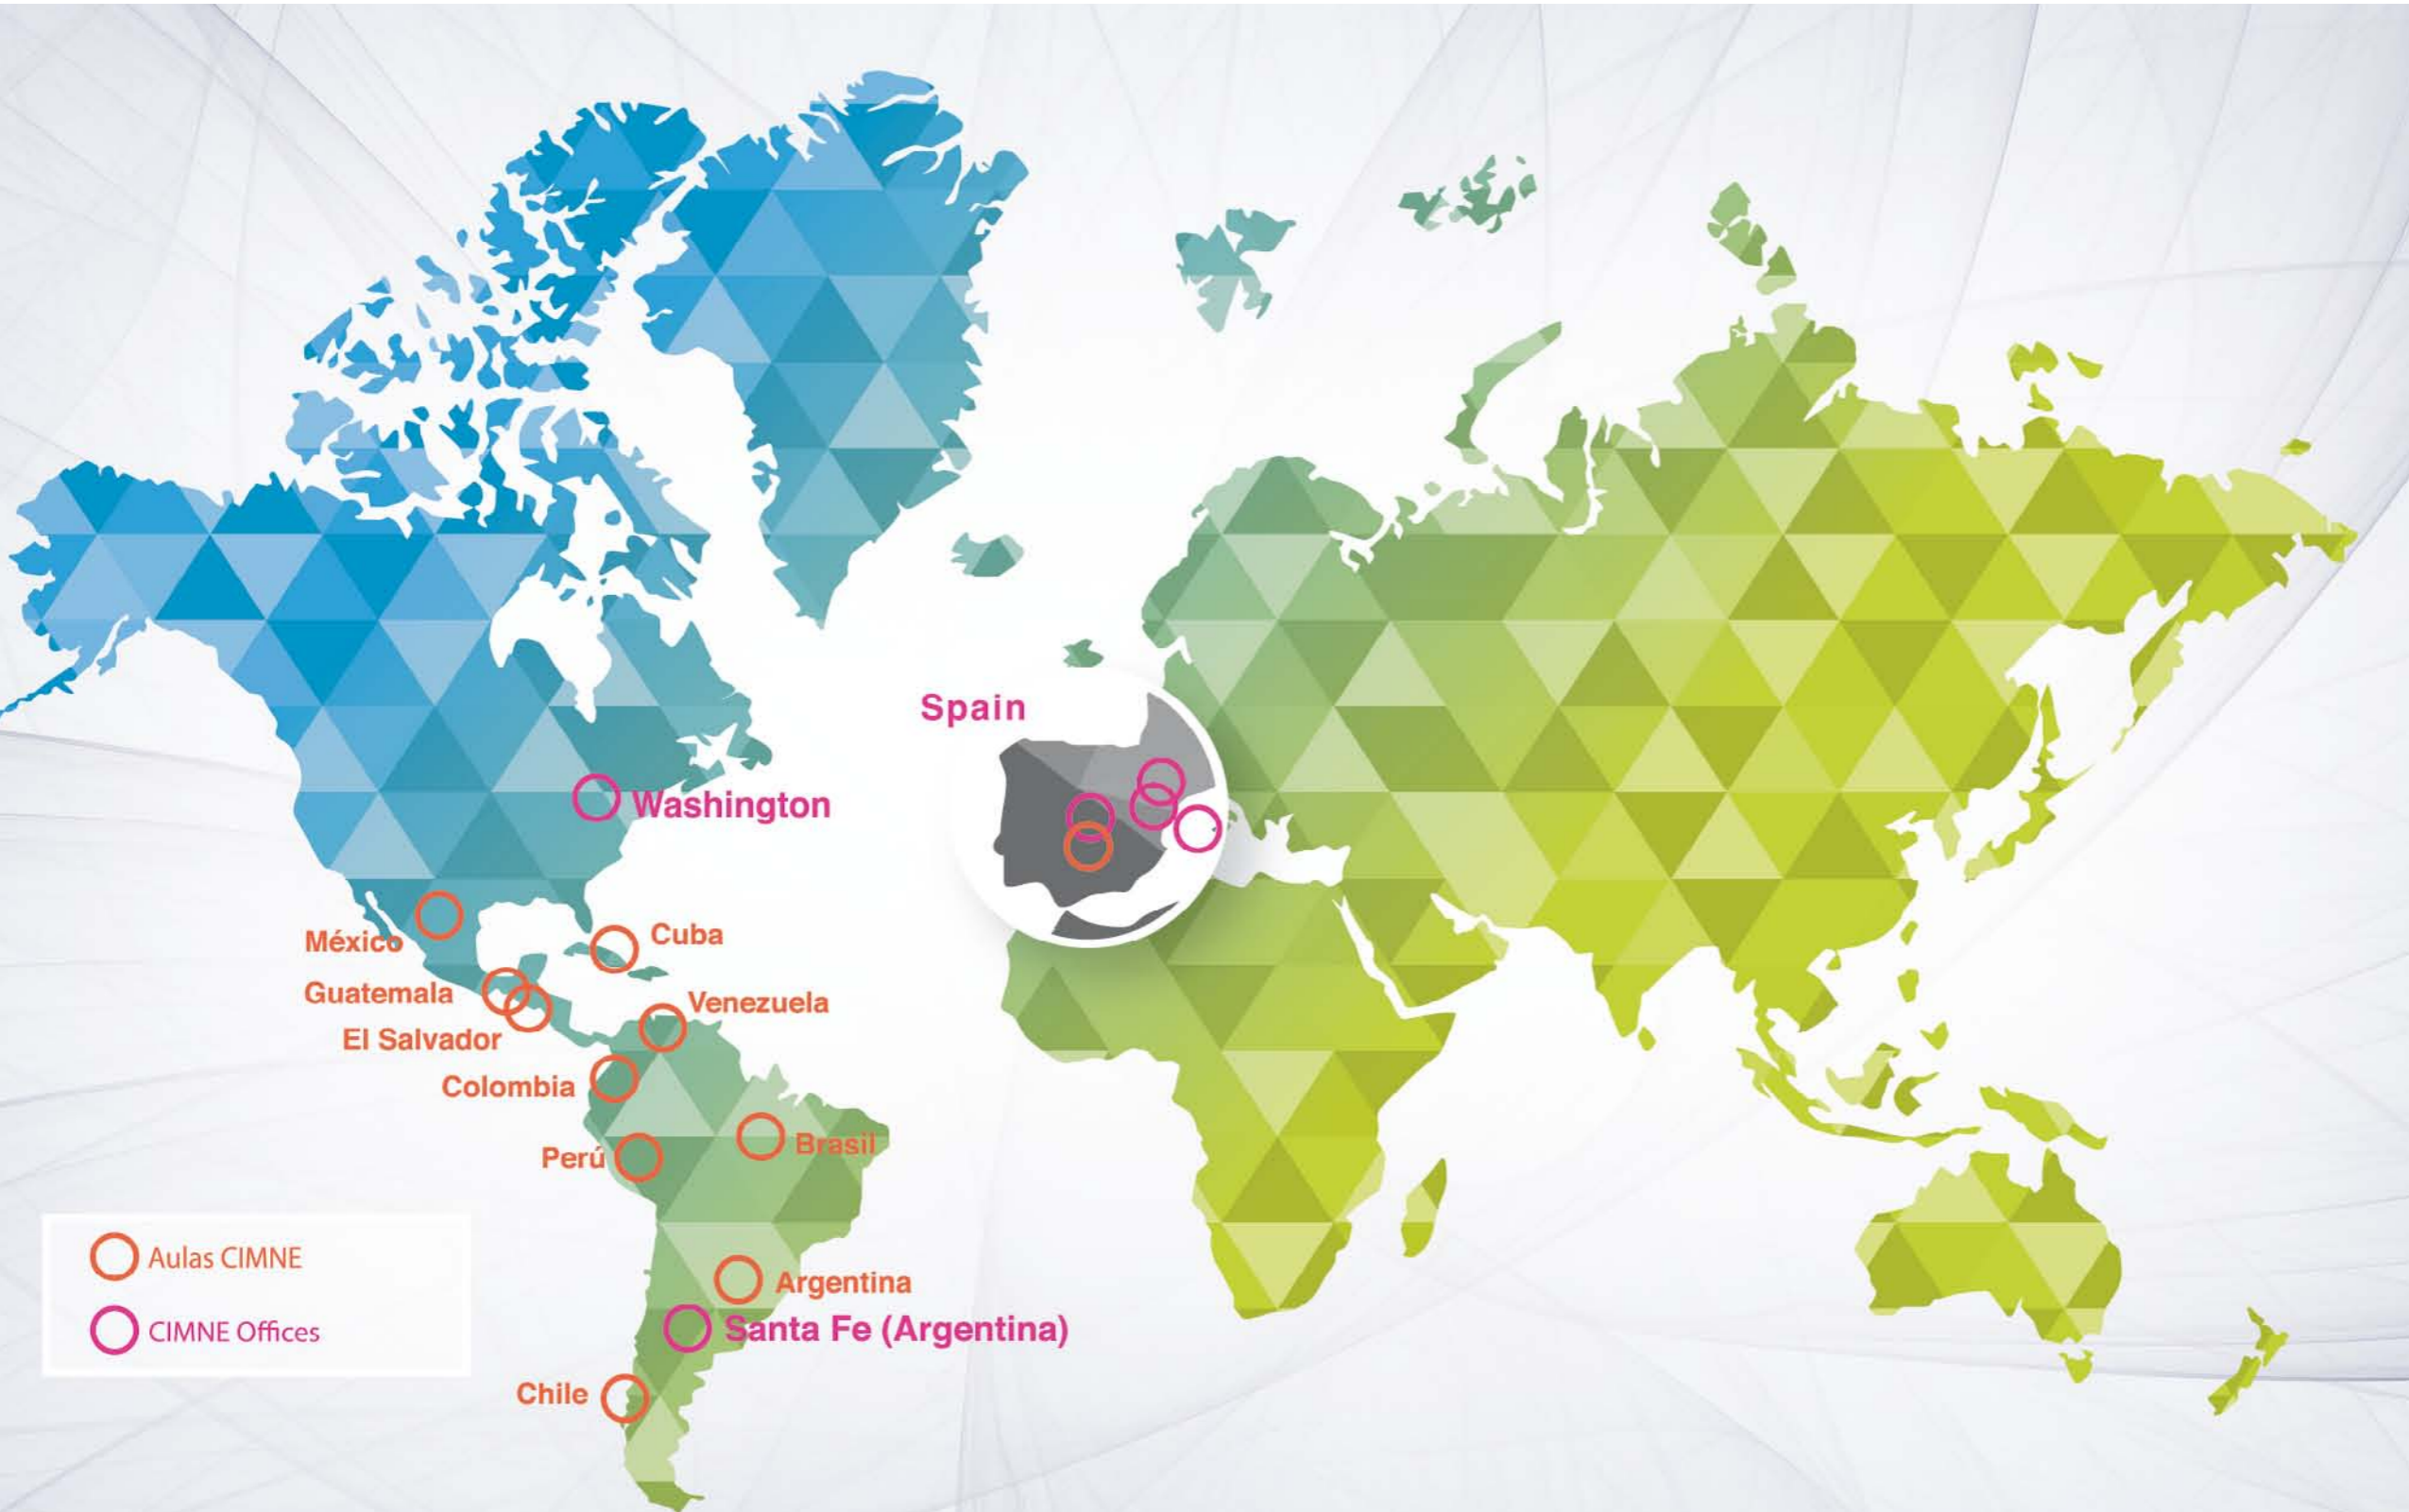 Spain
Washington
México
Cuba
Guatemala
Venezuela
El Salvador
Colombia
Brasil
Perú
Aulas CIMNE
Argentina
CIMNE Offices
Santa Fe (Argentina)
Chile